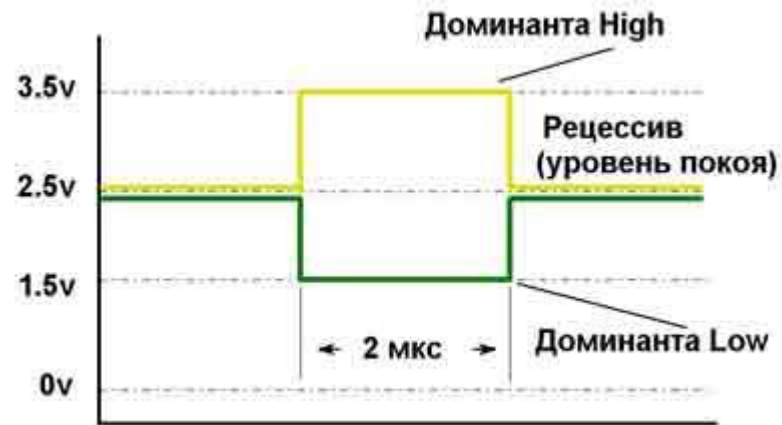 Доминанта High
3.5v
Рецессив
(уровень покоя)
2.5v
1.5v
2 мкс
Доминанта Low
0v